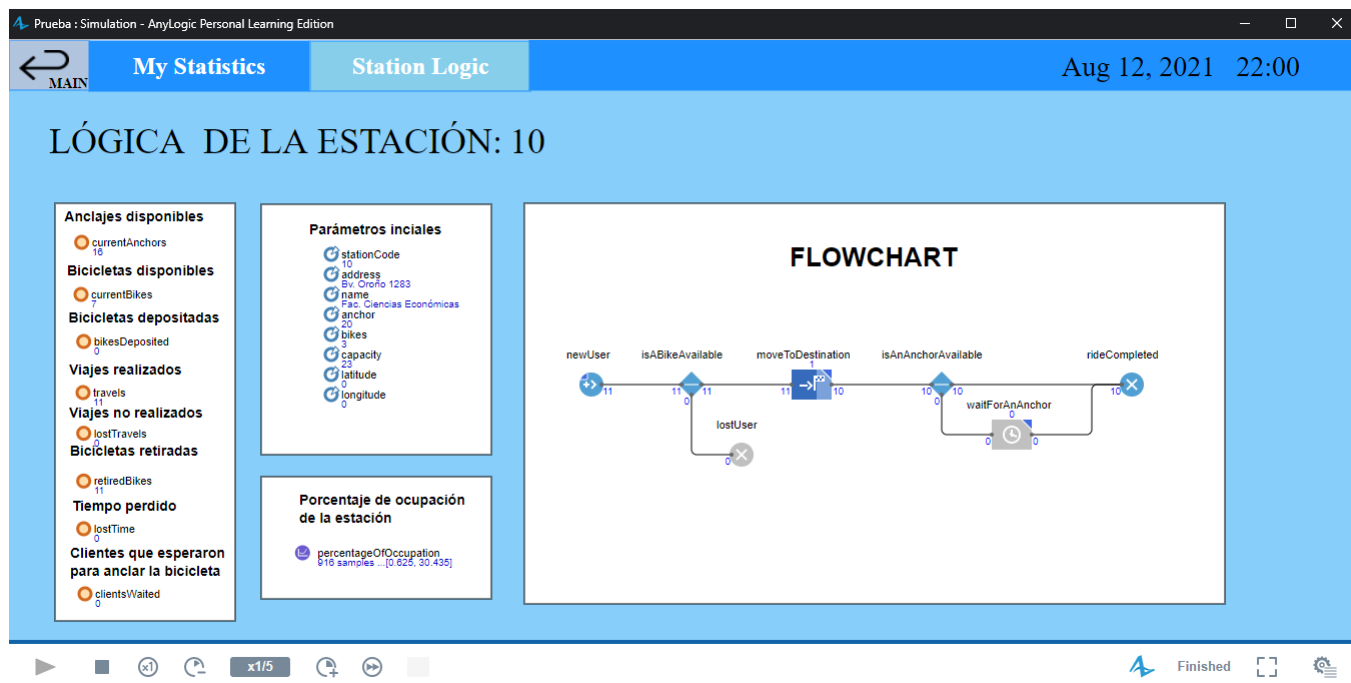 Prueba : Simulation - AnyLogic Personal Learning Edition
MAIN
My Statistics
Station Logic
Aug 12, 2021 22:00
LÓGICA DE LA ESTACIÓN: 10
Anclajes disponibles
currentAnchors
16
Bicicletas disponibles
currentBikes
7
Bicicletas depositadas
bikesDeposited
0
Viajes realizados
travels
11
Viajes no realizados
lostTravels
0
Bicicletas retiradas
retiredBikes
11
Tiempo perdido
lostTime
0
Clientes que esperaron
para anclar la bicicleta
clientsWaited
0
Parámetros inciales
stationCode
10
address
Bv. Oroño 1283
name
Fac. Ciencias Económicas
anchor
20
bikes
3
capacity
23
latitude
0
longitude
0
Porcentaje de ocupación
de la estación
percentageOfOccupation
916 samples ...[0.625, 30.435]
FLOWCHART
newUser isABikeAvailable moveToDestination isAnAnchorAvailable rideCompleted
1
11 11 11 11 10 10 10 10
0 0
waitForAnAnchor
0
0 0
lostUser
0
x1
x1/5
Finished